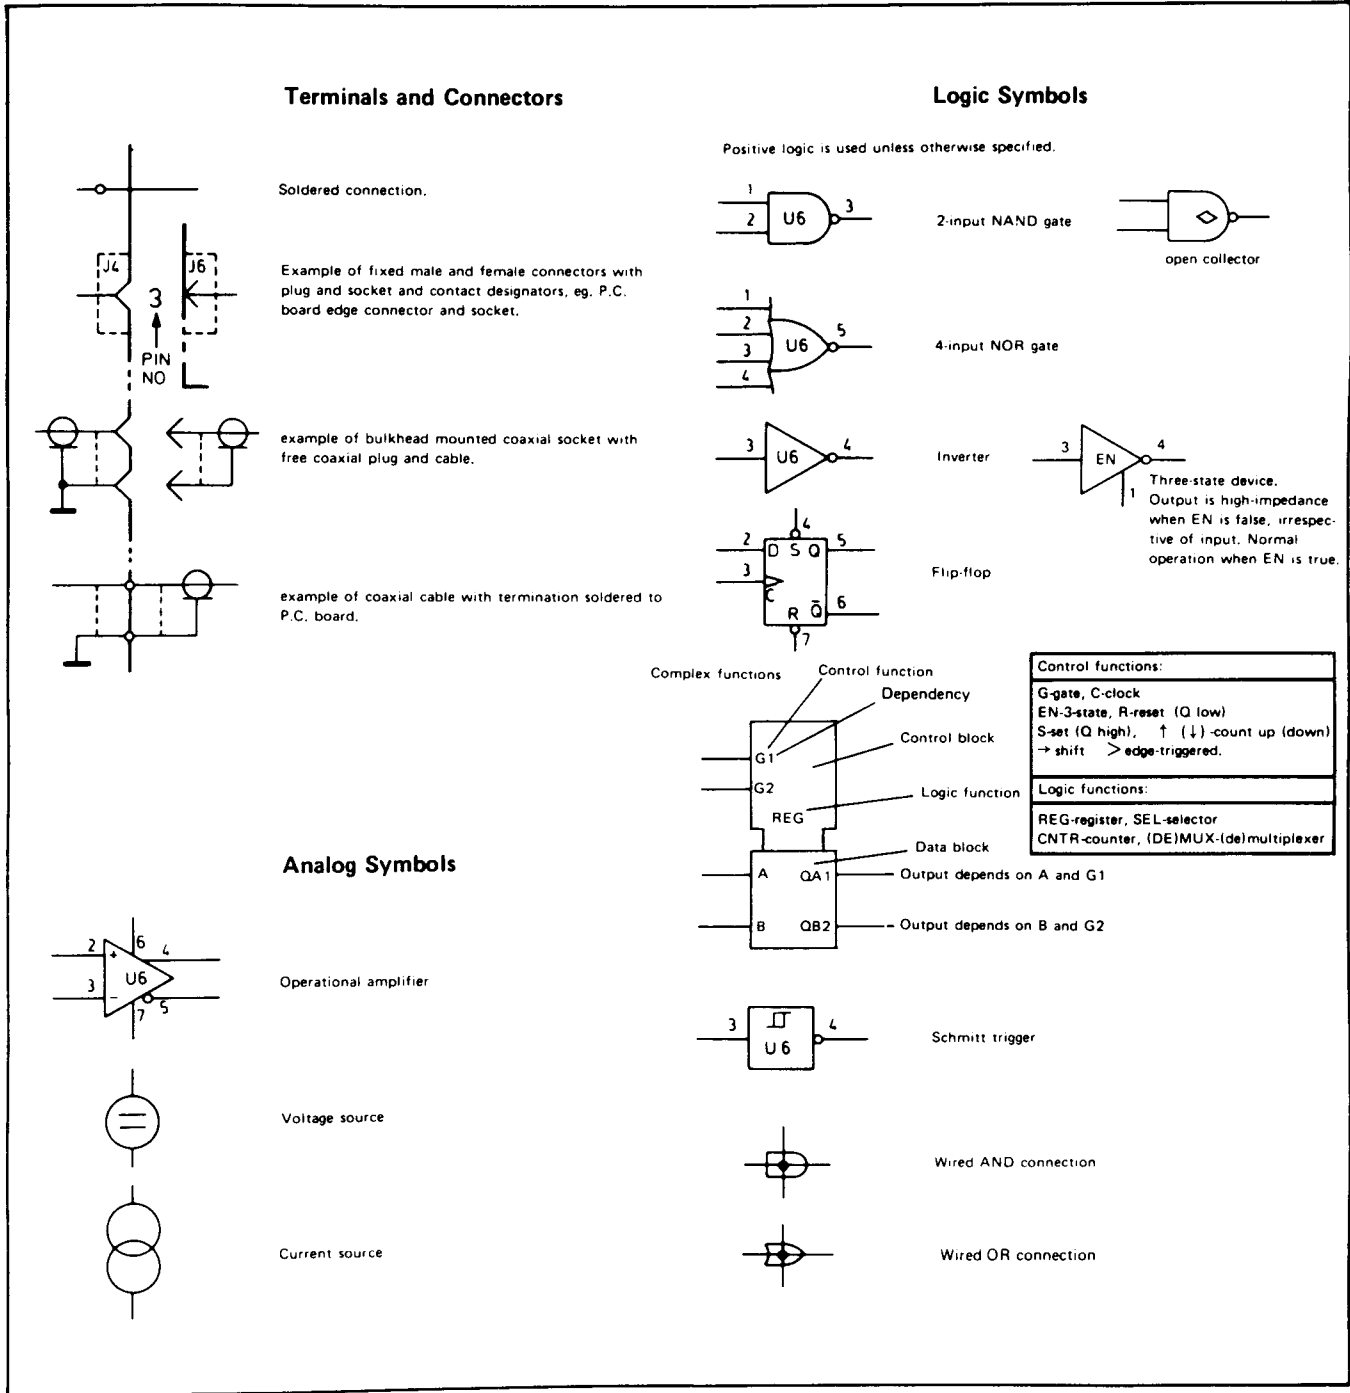 Terminals and Connectors
Soldered connection.
J4
J6
3
PIN
NO
Example of fixed male and female connectors with
plug and socket and contact designators, eg. P.C.
board edge connector and socket.
example of bulkhead mounted coaxial socket with
free coaxial plug and cable.
example of coaxial cable with termination soldered to
P.C. board.
Analog Symbols
2
3
+
-
U6
6
4
7
5
Operational amplifier
Voltage source
Current source
Logic Symbols
Positive logic is used unless otherwise specified.
1
2
U6
3
2-input NAND gate
open collector
1
2
3
4
U6
5
4-input NOR gate
3
U6
4
Inverter
3
EN
4
1
Three-state device.
Output is high-impedance
when EN is false, irrespec-
tive of input. Normal
operation when EN is true.
4
2
D S Q
5
3
C
R Q̄
6
7
Flip-flop
Complex functions
Control function
Dependency
Control block
G1
G2
Logic function
REG
Data block
A QA1
Output depends on A and G1
B QB2
Output depends on B and G2
Control functions:
G-gate, C-clock
EN-3-state, R-reset (Q low)
S-set (Q high), ↑ (↓) -count up (down)
→ shift > edge-triggered.
Logic functions:
REG-register, SEL-selector
CNTR-counter, (DE)MUX-(de)multiplexer
3
U6
4
Schmitt trigger
Wired AND connection
Wired OR connection